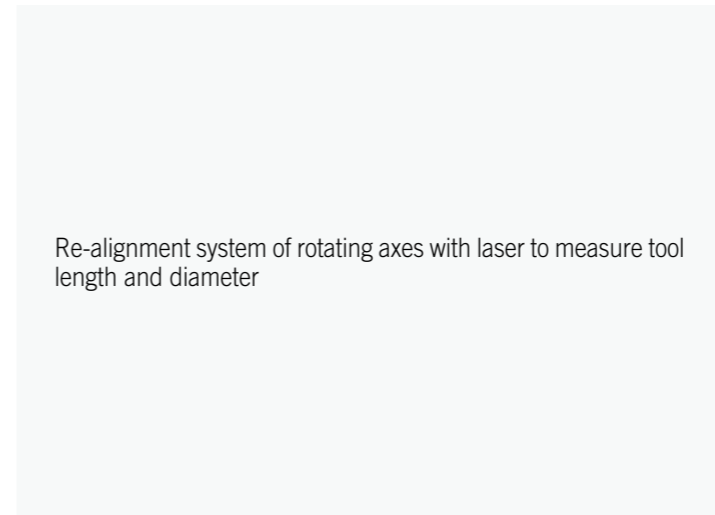 Re-alignment system of rotating axes with laser to measure tool
length and diameter